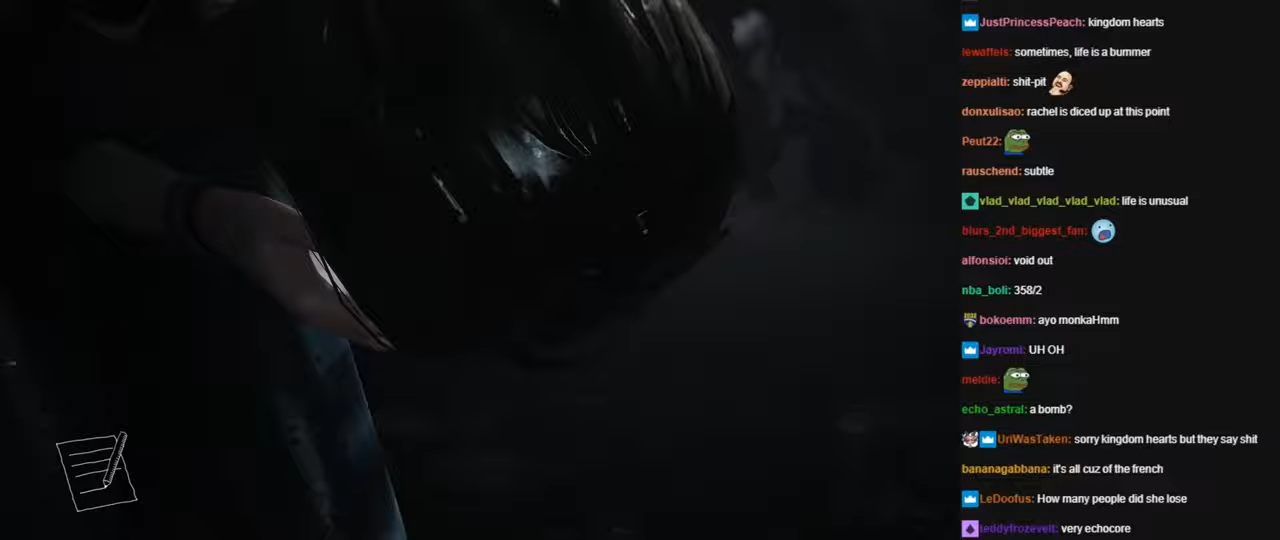 JustPrincessPeach: kingdom hearts
lewaffels: sometimes, life is a bummer
zeppialti: shit-pit
donxulisao: rachel is diced up at this point
Peut22:
rauschend: subtle
vlad_vlad_vlad_vlad_vlad: life is unusual
blurs_2nd_biggest_fan:
alfonsioi: void out
nba_boli: 358/2
bokoemm: ayo monkaHmm
Jayromi: UH OH
meldie:
echo_astral: a bomb?
UriWasTaken: sorry kingdom hearts but they say shit
bananagabbana: it's all cuz of the french
LeDoofus: How many people did she lose
teddyfrozevelt: very echocore